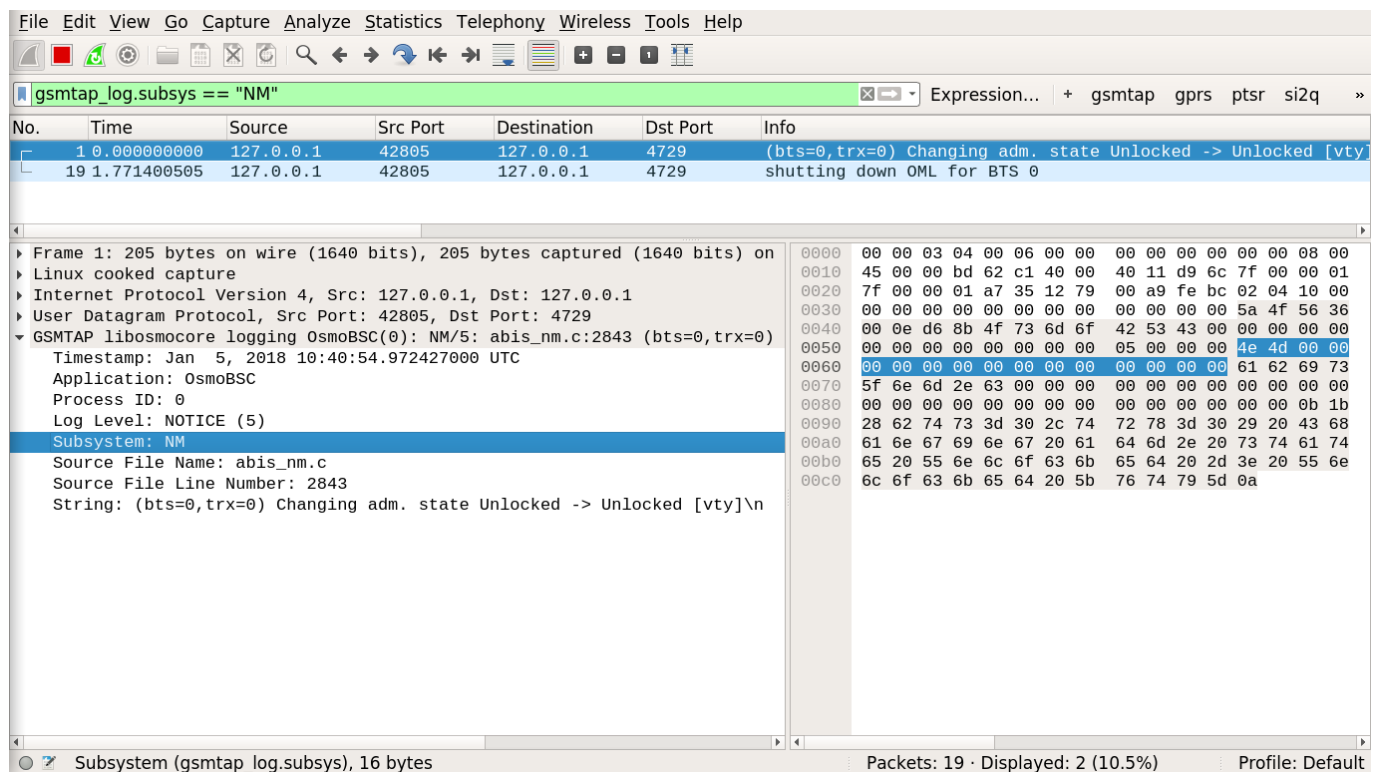 File Edit View Go Capture Analyze Statistics Telephony Wireless Tools Help
gsmtap_log.subsys == "NM" Expression... + gsmtap gprs ptsr si2q »
No. Time Source Src Port Destination Dst Port Info
1 0.000000000 127.0.0.1 42805 127.0.0.1 4729 (bts=0,trx=0) Changing adm. state Unlocked -> Unlocked [vty]
19 1.771400505 127.0.0.1 42805 127.0.0.1 4729 shutting down OML for BTS 0
Frame 1: 205 bytes on wire (1640 bits), 205 bytes captured (1640 bits) on
Linux cooked capture
Internet Protocol Version 4, Src: 127.0.0.1, Dst: 127.0.0.1
User Datagram Protocol, Src Port: 42805, Dst Port: 4729
GSMTAP libosmocore logging OsmoBSC(0): NM/5: abis_nm.c:2843 (bts=0,trx=0)
Timestamp: Jan  5, 2018 10:40:54.972427000 UTC
Application: OsmoBSC
Process ID: 0
Log Level: NOTICE (5)
Subsystem: NM
Source File Name: abis_nm.c
Source File Line Number: 2843
String: (bts=0,trx=0) Changing adm. state Unlocked -> Unlocked [vty]\n
0000 00 00 03 04 00 06 00 00 00 00 00 00 00 00 08 00
0010 45 00 00 bd 62 c1 40 00 40 11 d9 6c 7f 00 00 01
0020 7f 00 00 01 a7 35 12 79 00 a9 fe bc 02 04 10 00
0030 00 00 00 00 00 00 00 00 00 00 00 00 5a 4f 56 36
0040 00 0e d6 8b 4f 73 6d 6f 42 53 43 00 00 00 00 00
0050 00 00 00 00 00 00 00 00 05 00 00 00 4e 4d 00 00
0060 00 00 00 00 00 00 00 00 00 00 00 00 61 62 69 73
0070 5f 6e 6d 2e 63 00 00 00 00 00 00 00 00 00 00 00
0080 00 00 00 00 00 00 00 00 00 00 00 00 00 00 0b 1b
0090 28 62 74 73 3d 30 2c 74 72 78 3d 30 29 20 43 68
00a0 61 6e 67 69 6e 67 20 61 64 6d 2e 20 73 74 61 74
00b0 65 20 55 6e 6c 6f 63 6b 65 64 20 2d 3e 20 55 6e
00c0 6c 6f 63 6b 65 64 20 5b 76 74 79 5d 0a
Subsystem (gsmtap_log.subsys), 16 bytes Packets: 19 · Displayed: 2 (10.5%) Profile: Default